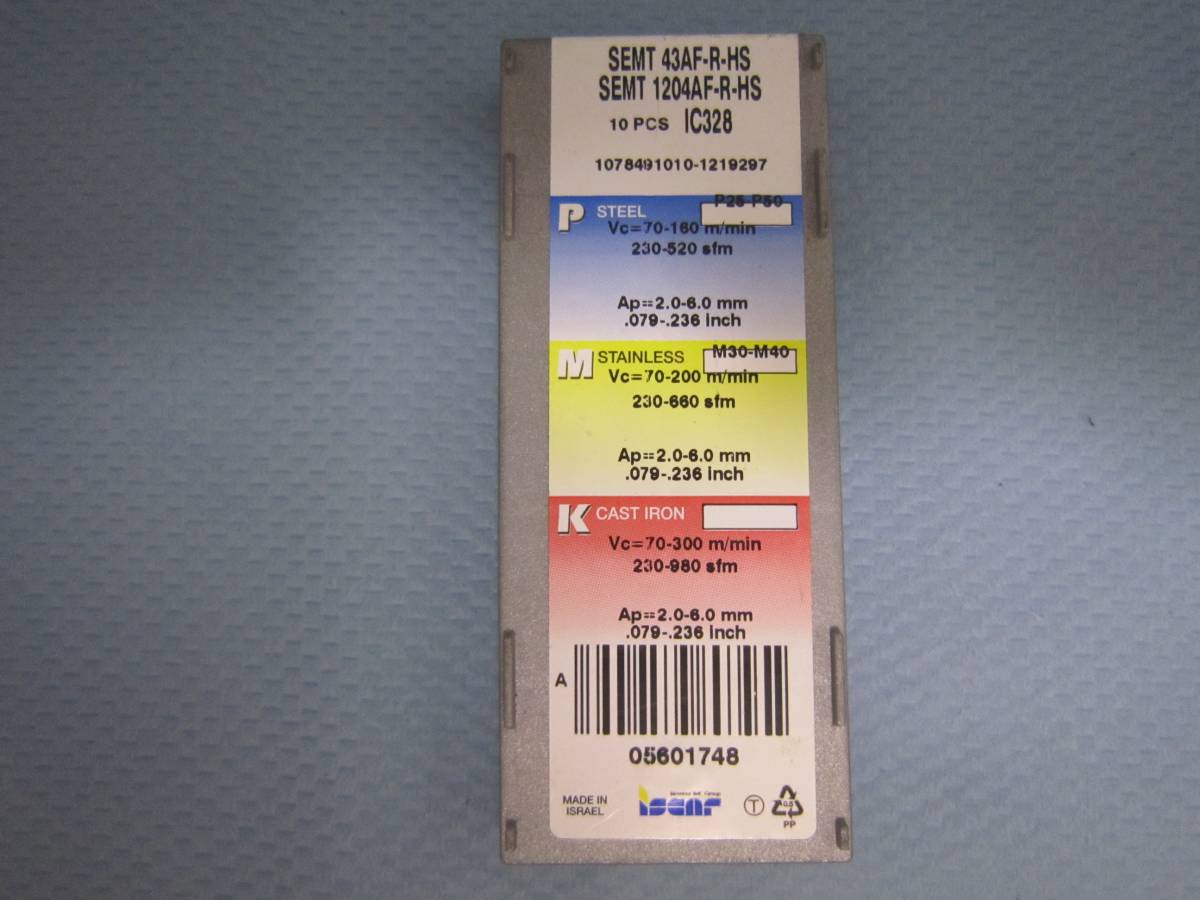 SEMT 43AF-R-HS
SEMT 1204AF-R-HS
10 PCS IC328
1078491010-1219297
P STEEL P25-P50
Vc=70-160 m/min
230-520 sfm
Ap=2.0-6.0 mm
.079-.236 inch
M STAINLESS M30-M40
Vc=70-200 m/min
230-660 sfm
Ap=2.0-6.0 mm
.079-.236 inch
K CAST IRON
Vc=70-300 m/min
230-980 sfm
Ap=2.0-6.0 mm
.079-.236 inch
A
05601748
MADE IN
ISRAEL
iscar
T
PP